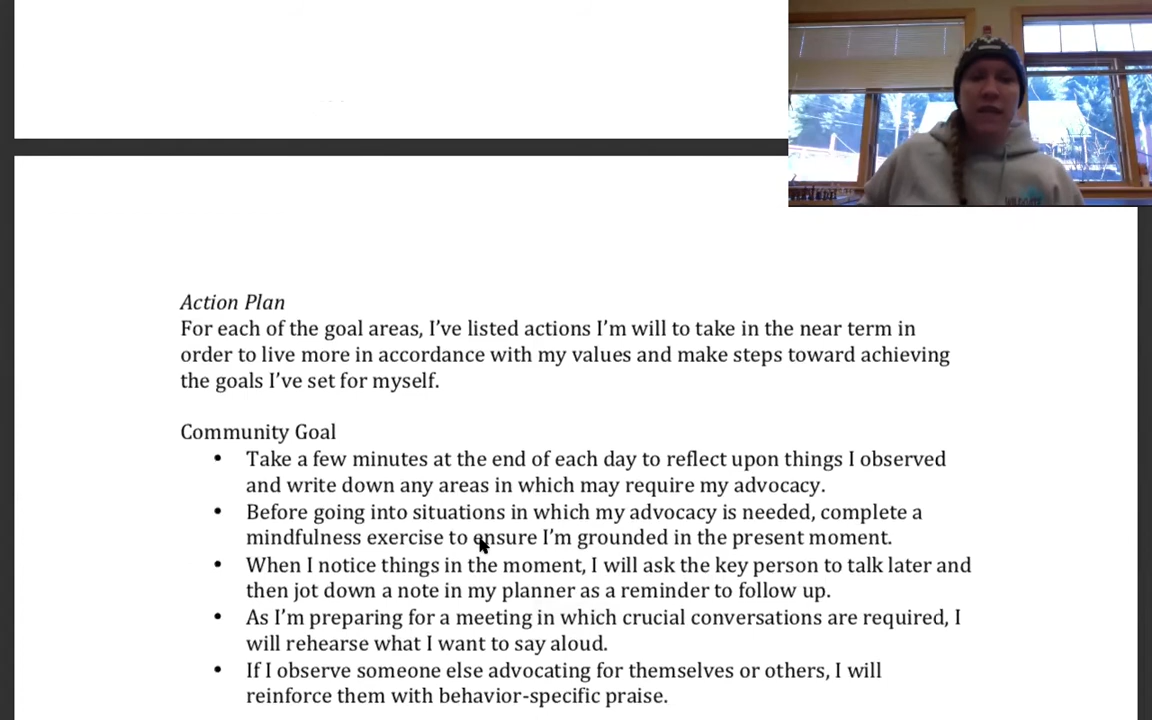 Action Plan
For each of the goal areas, I've listed actions I'm will to take in the near term in
order to live more in accordance with my values and make steps toward achieving
the goals I've set for myself.
Community Goal
• Take a few minutes at the end of each day to reflect upon things I observed
and write down any areas in which may require my advocacy.
• Before going into situations in which my advocacy is needed, complete a
mindfulness exercise to ensure I'm grounded in the present moment.
• When I notice things in the moment, I will ask the key person to talk later and
then jot down a note in my planner as a reminder to follow up.
• As I'm preparing for a meeting in which crucial conversations are required, I
will rehearse what I want to say aloud.
• If I observe someone else advocating for themselves or others, I will
reinforce them with behavior-specific praise.